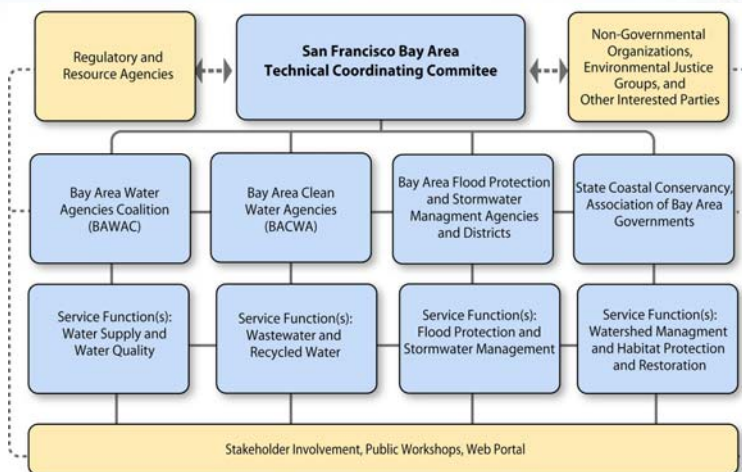 Regulatory and
Resource Agencies
San Francisco Bay Area
Technical Coordinating Commitee
Non-Governmental
Organizations,
Environmental Justice
Groups, and
Other Interested Parties
Bay Area Water
Agencies Coalition
(BAWAC)
Bay Area Clean
Water Agencies
(BACWA)
Bay Area Flood Protection
and Stormwater
Managment Agencies
and Districts
State Coastal Conservancy,
Association of Bay Area
Governments
Service Function(s):
Water Supply and
Water Quality
Service Function(s):
Wastewater and
Recycled Water
Service Function(s):
Flood Protection and
Stormwater Management
Service Function(s):
Watershed Managment
and Habitat Protection
and Restoration
Stakeholder Involvement, Public Workshops, Web Portal